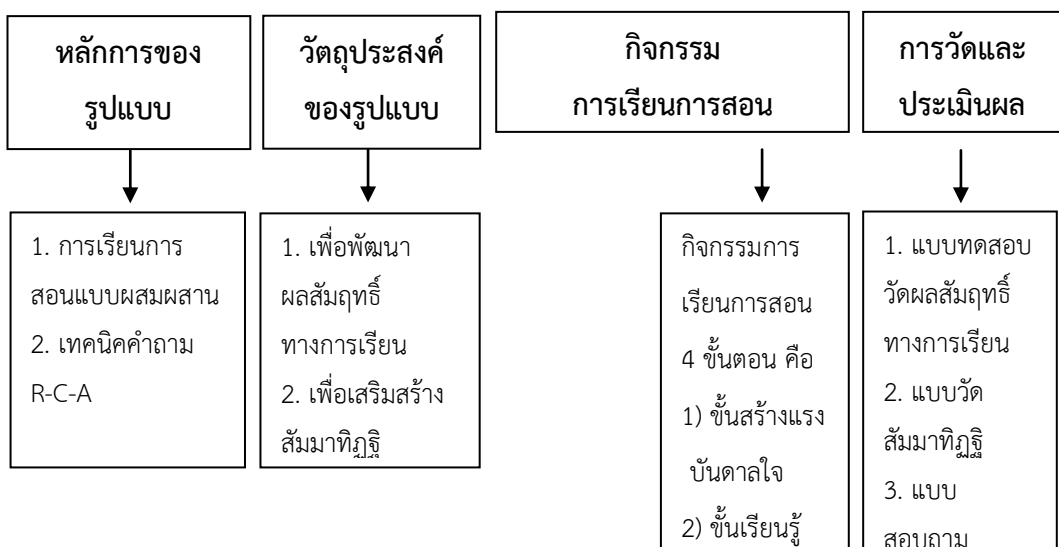 หลักการของ
รูปแบบ
วัตถุประสงค์
ของรูปแบบ
กิจกรรม
การเรียนการสอน
การวัดและ
ประเมินผล
1. การเรียนการ
สอนแบบผสมผสาน
2. เทคนิคคำถาม
R-C-A
1. เพื่อพัฒนา
ผลสัมฤทธิ์
ทางการเรียน
2. เพื่อเสริมสร้าง
สัมมาทิฏฐิ
กิจกรรมการ
เรียนการสอน
4 ขั้นตอน คือ
1) ขั้นสร้างแรง
บันดาลใจ
2) ขั้นเรียนรู้
1. แบบทดสอบ
วัดผลสัมฤทธิ์
ทางการเรียน
2. แบบวัด
สัมมาทิฏฐิ
3. แบบ
สอบถาม